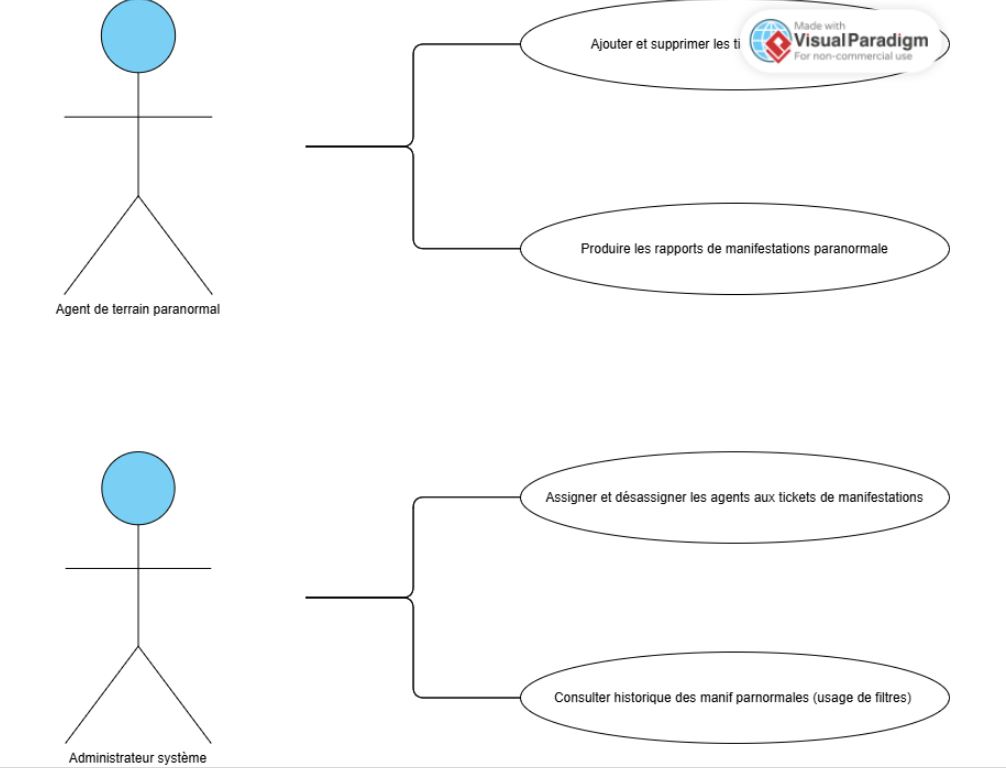 Made with
Visual Paradigm
For non-commercial use
Ajouter et supprimer les
Produire les rapports de manifestations paranormale
Agent de terrain paranormal
Assigner et désassigner les agents aux tickets de manifestations
Consulter historique des manif parnormales (usage de filtres)
Administrateur système